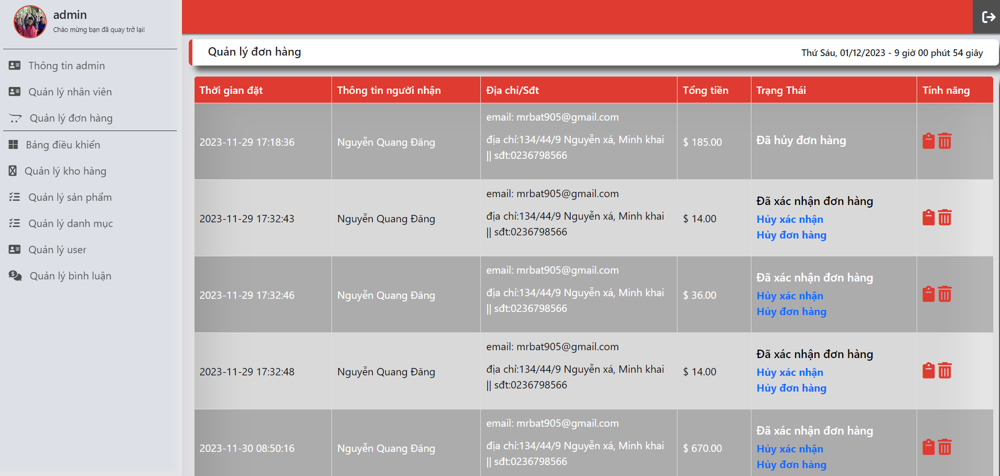 admin
Chào mừng bạn đã quay trở lại!
Thông tin admin
Quản lý nhân viên
Quản lý đơn hàng
Bảng điều khiển
Quản lý kho hàng
Quản lý sản phẩm
Quản lý danh mục
Quản lý user
Quản lý bình luận
Quản lý đơn hàng
Thứ Sáu, 01/12/2023 - 9 giờ 00 phút 54 giây
Thời gian đặt Thông tin người nhận Địa chỉ/Sđt Tổng tiền Trạng Thái Tính năng
email: mrbat905@gmail.com
địa chỉ:134/44/9 Nguyễn xá, Minh khai
|| sđt:0236798566
2023-11-29 17:18:36 Nguyễn Quang Đăng $ 185.00 Đã hủy đơn hàng
email: mrbat905@gmail.com
địa chỉ:134/44/9 Nguyễn xá, Minh khai
|| sđt:0236798566
2023-11-29 17:32:43 Nguyễn Quang Đăng $ 14.00 Đã xác nhận đơn hàng
Hủy xác nhận
Hủy đơn hàng
email: mrbat905@gmail.com
địa chỉ:134/44/9 Nguyễn xá, Minh khai
|| sđt:0236798566
2023-11-29 17:32:46 Nguyễn Quang Đăng $ 36.00 Đã xác nhận đơn hàng
Hủy xác nhận
Hủy đơn hàng
email: mrbat905@gmail.com
địa chỉ:134/44/9 Nguyễn xá, Minh khai
|| sđt:0236798566
2023-11-29 17:32:48 Nguyễn Quang Đăng $ 14.00 Đã xác nhận đơn hàng
Hủy xác nhận
Hủy đơn hàng
email: mrbat905@gmail.com
địa chỉ:134/44/9 Nguyễn xá, Minh khai
|| sđt:0236798566
2023-11-30 08:50:16 Nguyễn Quang Đăng $ 670.00 Đã xác nhận đơn hàng
Hủy xác nhận
Hủy đơn hàng